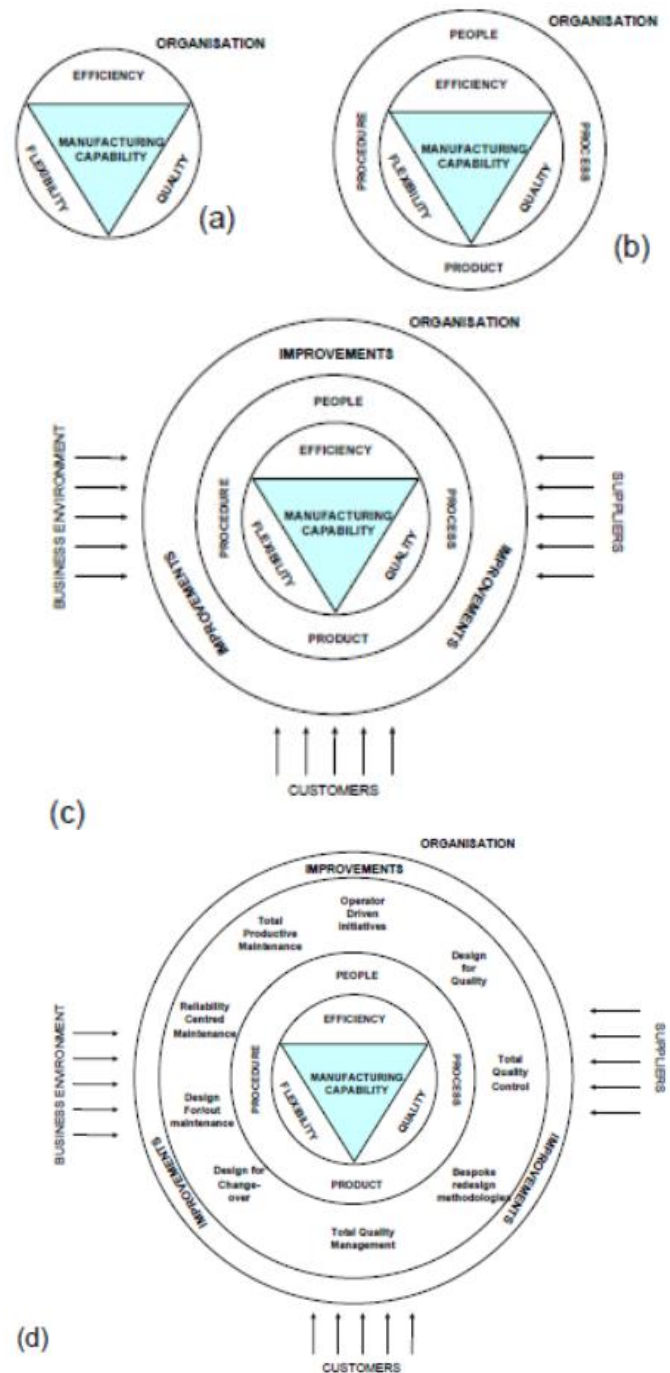 ORGANISATION
EFFICIENCY
MANUFACTURING
CAPABILITY
FLEXIBILITY
QUALITY
(a)
ORGANISATION
PEOPLE
EFFICIENCY
PROCEDURE
MANUFACTURING
CAPABILITY
PROCESS
FLEXIBILITY
QUALITY
PRODUCT
(b)
ORGANISATION
IMPROVEMENTS
PEOPLE
EFFICIENCY
BUSINESS ENVIRONMENT
PROCEDURE
MANUFACTURING
CAPABILITY
PROCESS
SUPPLIERS
FLEXIBILITY
QUALITY
IMPROVEMENTS
IMPROVEMENTS
PRODUCT
CUSTOMERS
(c)
ORGANISATION
IMPROVEMENTS
Operator
Driven
Initiatives
Total
Productive
Maintenance
Design
for
Quality
PEOPLE
EFFICIENCY
Reliability
Centred
Maintenance
BUSINESS ENVIRONMENT
PROCEDURE
MANUFACTURING
CAPABILITY
PROCESS
Total
Quality
Control
SUPPLIERS
Design
For/out
maintenance
FLEXIBILITY
QUALITY
IMPROVEMENTS
Design for
Change-
over
PRODUCT
Bespoke
redesign
methodologies
IMPROVEMENTS
Total Quality
Management
(d)
CUSTOMERS